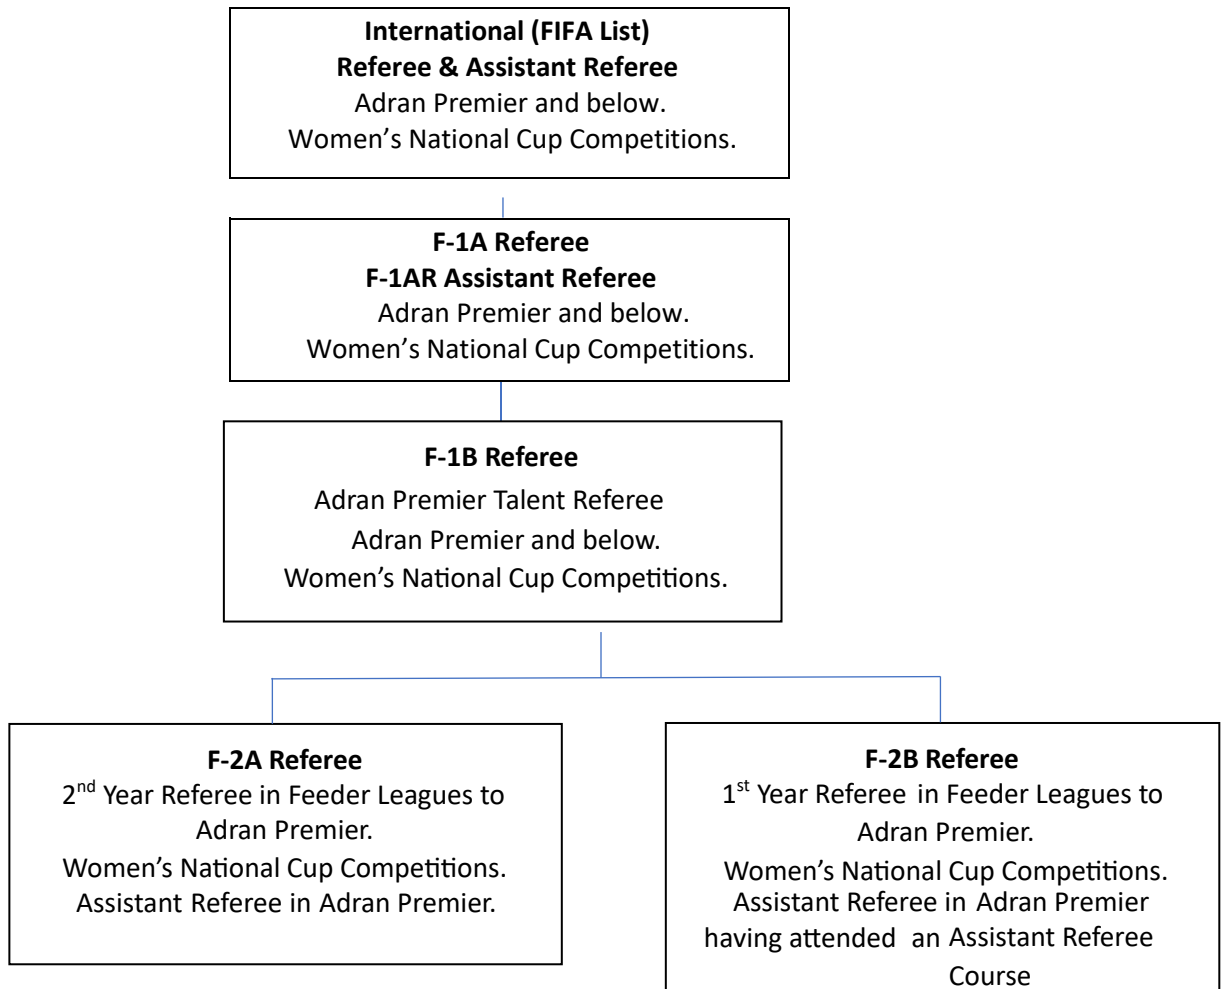 International (FIFA List)
Referee & Assistant Referee
Adran Premier and below.
Women’s National Cup Competitions.
F-1A Referee
F-1AR Assistant Referee
Adran Premier and below.
Women’s National Cup Competitions.
F-1B Referee
Adran Premier Talent Referee
Adran Premier and below.
Women’s National Cup Competitions.
F-2A Referee
2nd Year Referee in Feeder Leagues to
Adran Premier.
Women’s National Cup Competitions.
Assistant Referee in Adran Premier.
F-2B Referee
1st Year Referee in Feeder Leagues to
Adran Premier.
Women’s National Cup Competitions.
Assistant Referee in Adran Premier
having attended an Assistant Referee
Course